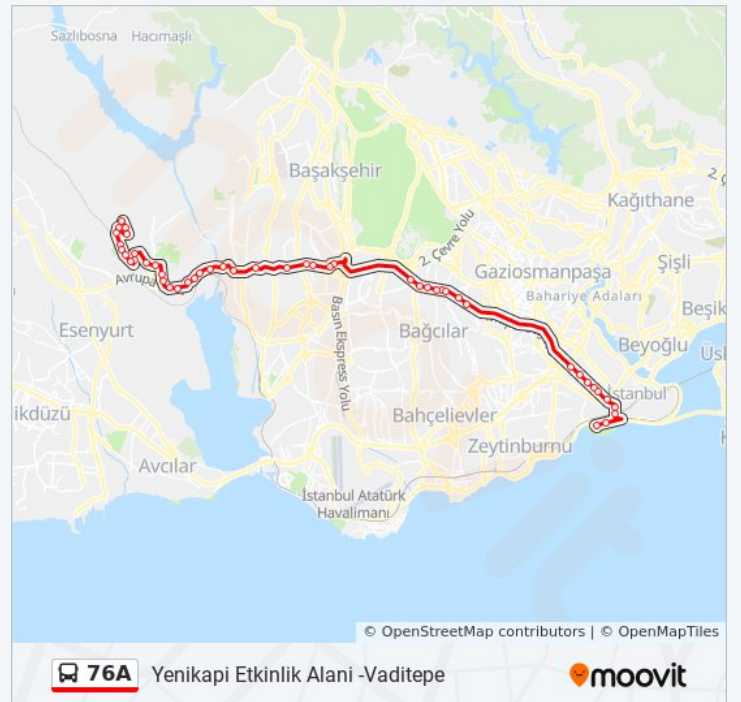 Sazlıbosna
Hacımaşlı
Başakşehir
Kağıthane
2. Çevre Yolu
Gaziosmanpaşa
Şişli
Bahariye Adaları
Beşik
Avrupa
Basın Ekspress Yolu
Esenyurt
Bağcılar
Beyoğlu
Üsk
İstanbul
ikdüzü
Bahçelievler
Zeytinburnu
Avcılar
İstanbul Atatürk
Havalimanı
© OpenStreetMap contributors | © OpenMapTiles
76A Yenikapi Etkinlik Alani -Vaditepe
moovit